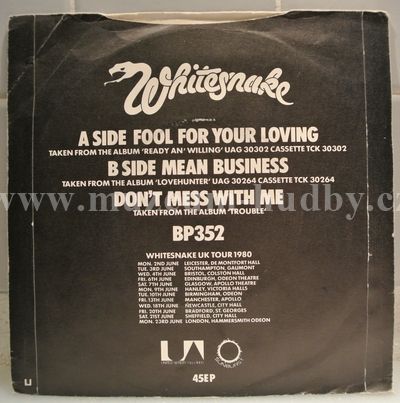 Whitesnake
A SIDE FOOL FOR YOUR LOVING
TAKEN FROM THE ALBUM 'READY AN' WILLING' UAG 30302 CASSETTE TCK 30302
B SIDE MEAN BUSINESS
TAKEN FROM THE ALBUM 'LOVEHUNTER' UAG 30264 CASSETTE TCK 30264
DON'T MESS WITH ME
TAKEN FROM THE ALBUM 'TROUBLE'
BP352
WHITESNAKE UK TOUR 1980
MON. 2ND JUNE LEICESTER, DE MONTFORT HALL
TUE. 3RD JUNE SOUTHAMPTON, GAUMONT
WED. 4TH JUNE BRISTOL, COLSTON HALL
FRI. 6TH JUNE EDINBURGH, ODEON THEATRE
SAT. 7TH JUNE GLASGOW, APOLLO THEATRE
MON. 9TH JUNE HANLEY, VICTORIA HALLS
TUE. 10TH JUNE BIRMINGHAM, ODEON
FRI. 13TH JUNE MANCHESTER, APOLLO
WED. 18TH JUNE NEWCASTLE, CITY HALL
FRI. 20TH JUNE BRADFORD, ST. GEORGES
SAT. 21ST JUNE SHEFFIELD, CITY HALL
MON. 23RD JUNE LONDON, HAMMERSMITH ODEON
UA
SUNBURST
U
45EP